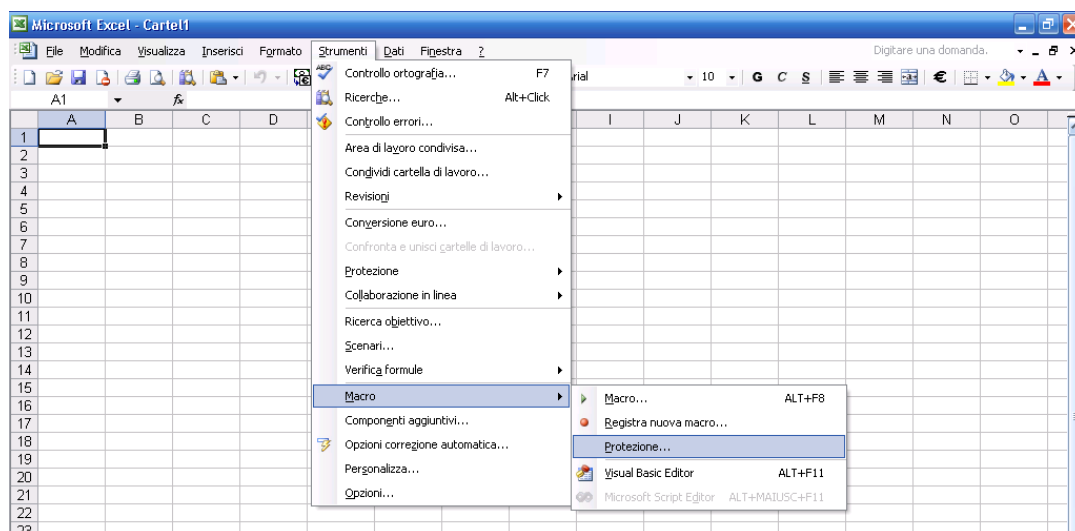 Microsoft Excel - Cartel1
File Modifica Visualizza Inserisci Formato Strumenti Dati Finestra ? Digitare una domanda.
rial 10 G C S €
A1 fx
A B C D I J K L M N O
1
2
3
4
5
6
7
8
9
10
11
12
13
14
15
16
17
18
19
20
21
22
23
ABC Controllo ortografia... F7
Ricerche... Alt+Click
Controllo errori...
Area di lavoro condivisa...
Condividi cartella di lavoro...
Revisioni
Conversione euro...
Confronta e unisci cartelle di lavoro...
Protezione
Collaborazione in linea
Ricerca obiettivo...
Scenari...
Verifica formule
Macro
Componenti aggiuntivi...
Opzioni correzione automatica...
Personalizza...
Opzioni...
Macro... ALT+F8
Registra nuova macro...
Protezione...
Visual Basic Editor ALT+F11
Microsoft Script Editor ALT+MAIUSC+F11